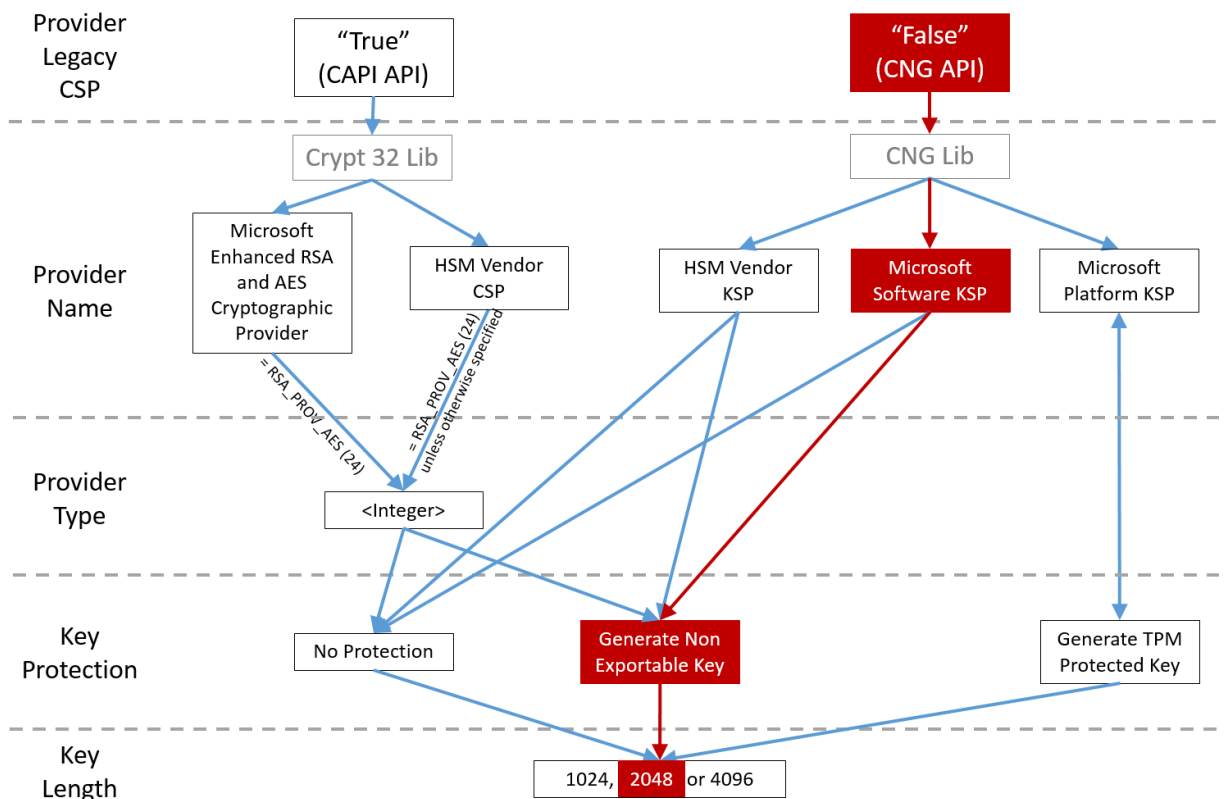 Provider
Legacy
CSP
“True”
(CAPI API)
“False”
(CNG API)
Crypt 32 Lib
CNG Lib
Provider
Name
Microsoft
Enhanced RSA
and AES
Cryptographic
Provider
HSM Vendor
CSP
HSM Vendor
KSP
Microsoft
Software KSP
Microsoft
Platform KSP
= RSA_PROV_AES (24)
= RSA_PROV_AES (24)
unless otherwise specified
Provider
Type
<Integer>
Key
Protection
No Protection
Generate Non
Exportable Key
Generate TPM
Protected Key
Key
Length
1024, 2048 or 4096